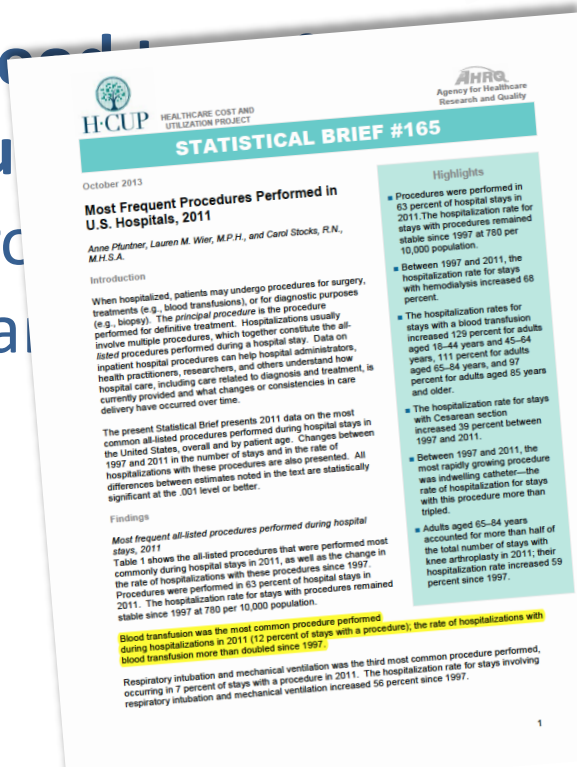 H·CUP
HEALTHCARE COST AND
UTILIZATION PROJECT
AHRQ
Agency for Healthcare
Research and Quality
STATISTICAL BRIEF #165
October 2013
Most Frequent Procedures Performed in
U.S. Hospitals, 2011
Anne Pfuntner, Lauren M. Wier, M.P.H., and Carol Stocks, R.N.,
M.H.S.A.
Introduction
When hospitalized, patients may undergo procedures for surgery,
treatments (e.g., blood transfusions), or for diagnostic purposes
(e.g., biopsy). The principal procedure is the procedure
performed for definitive treatment. Hospitalizations usually
involve multiple procedures, which together constitute the all-
listed procedures performed during a hospital stay. Data on
inpatient hospital procedures can help hospital administrators,
health practitioners, researchers, and others understand how
hospital care, including care related to diagnosis and treatment, is
currently provided and what changes or consistencies in care
delivery have occurred over time.
The present Statistical Brief presents 2011 data on the most
common all-listed procedures performed during hospital stays in
the United States, overall and by patient age. Changes between
1997 and 2011 in the number of stays and in the rate of
hospitalizations with these procedures are also presented. All
differences between estimates noted in the text are statistically
significant at the .001 level or better.
Findings
Most frequent all-listed procedures performed during hospital
stays, 2011
Table 1 shows the all-listed procedures that were performed most
commonly during hospital stays in 2011, as well as the change in
the rate of hospitalizations with these procedures since 1997.
Procedures were performed in 63 percent of hospital stays in
2011. The hospitalization rate for stays with procedures remained
stable since 1997 at 780 per 10,000 population.
Highlights
■ Procedures were performed in
63 percent of hospital stays in
2011.The hospitalization rate for
stays with procedures remained
stable since 1997 at 780 per
10,000 population.
■ Between 1997 and 2011, the
hospitalization rate for stays
with hemodialysis increased 68
percent.
■ The hospitalization rates for
stays with a blood transfusion
increased 129 percent for adults
aged 18–44 years and 45–64
years, 111 percent for adults
aged 65–84 years, and 97
percent for adults aged 85 years
and older.
■ The hospitalization rate for stays
with Cesarean section
increased 39 percent between
1997 and 2011.
■ Between 1997 and 2011, the
most rapidly growing procedure
was indwelling catheter—the
rate of hospitalization for stays
with this procedure more than
tripled.
■ Adults aged 65–84 years
accounted for more than half of
the total number of stays with
knee arthroplasty in 2011; their
hospitalization rate increased 59
percent since 1997.
Blood transfusion was the most common procedure performed
during hospitalizations in 2011 (12 percent of stays with a procedure); the rate of hospitalizations with
blood transfusion more than doubled since 1997.
Respiratory intubation and mechanical ventilation was the third most common procedure performed,
occurring in 7 percent of stays with a procedure in 2011. The hospitalization rate for stays involving
respiratory intubation and mechanical ventilation increased 56 percent since 1997.
1